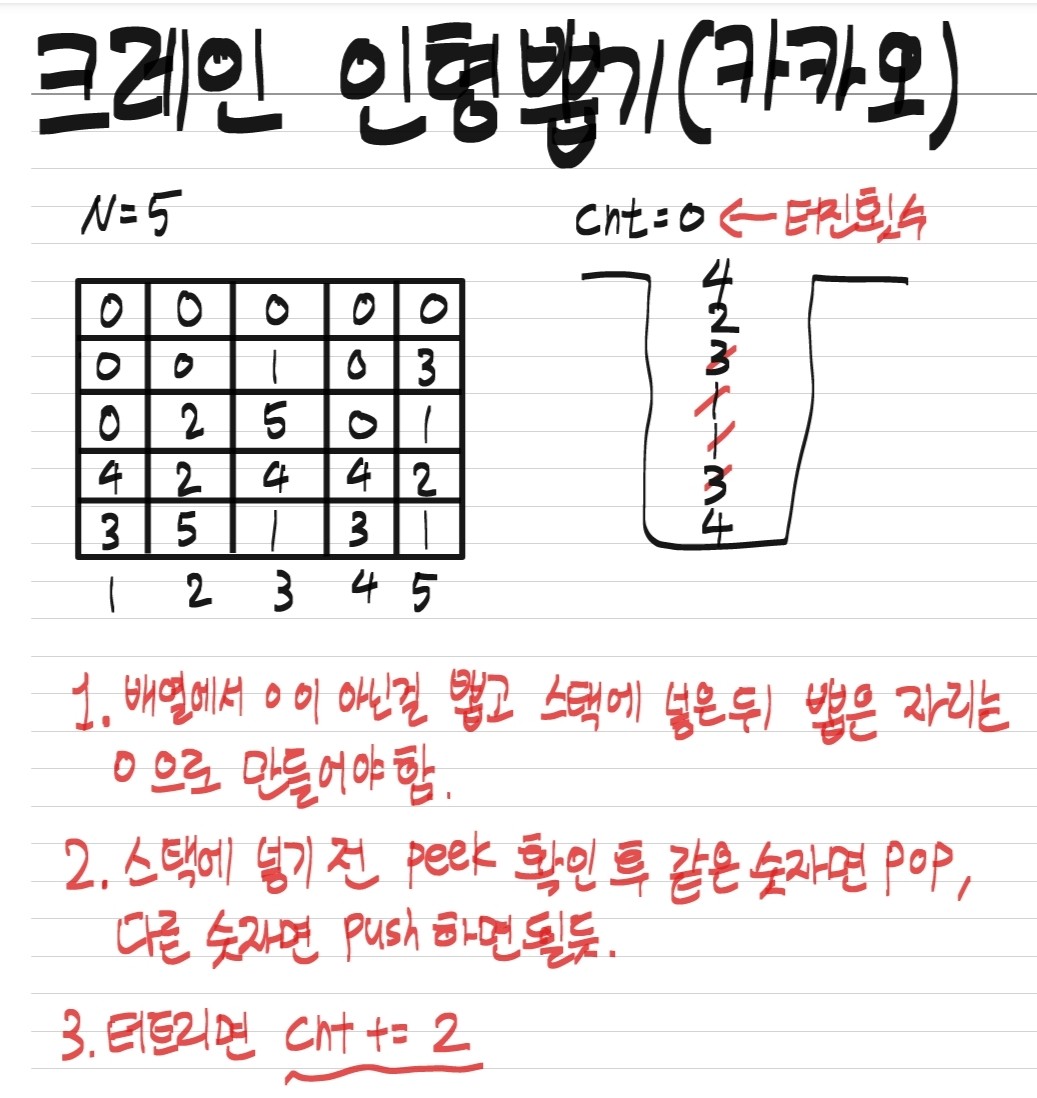 크레인 인형뽑기(카카오)
N=5
cnt=0 ← 터진횟수
0 0 0 0 0
0 0 1 0 3
0 2 5 0 1
4 2 4 4 2
3 5 1 3 1
1 2 3 4 5
4
2
3
1
1
3
4
1. 배열에서 0이 아닌걸 뽑고 스택에 넣은뒤 뽑은 자리는
0으로 만들어야함.
2. 스택에 넣기 전 peek 확인 후 같은 숫자면 pop,
다른 숫자면 push 하면될듯.
3. 터트리면 cnt += 2